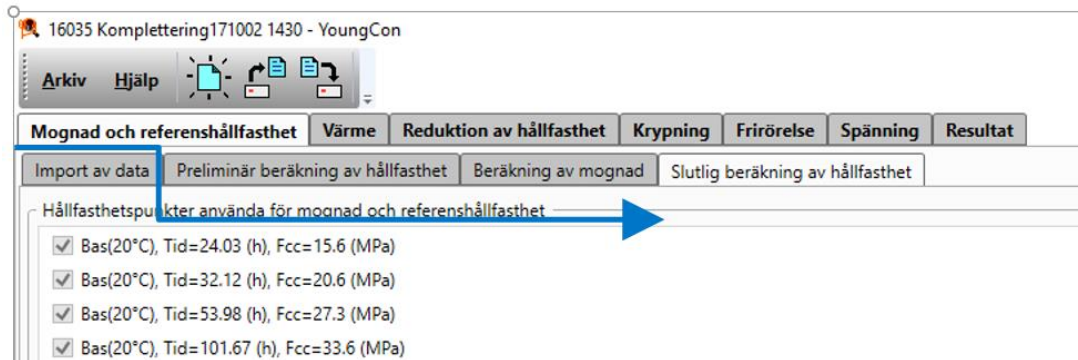 16035 Komplettering171002 1430 - YoungCon
Arkiv Hjälp
Mognad och referenshållfasthet Värme Reduktion av hållfasthet Krypning Frirörelse Spänning Resultat
Import av data Preliminär beräkning av hållfasthet Beräkning av mognad Slutlig beräkning av hållfasthet
Hållfasthetspunkter använda för mognad och referenshållfasthet
Bas(20°C), Tid=24.03 (h), Fcc=15.6 (MPa)
Bas(20°C), Tid=32.12 (h), Fcc=20.6 (MPa)
Bas(20°C), Tid=53.98 (h), Fcc=27.3 (MPa)
Bas(20°C), Tid=101.67 (h), Fcc=33.6 (MPa)